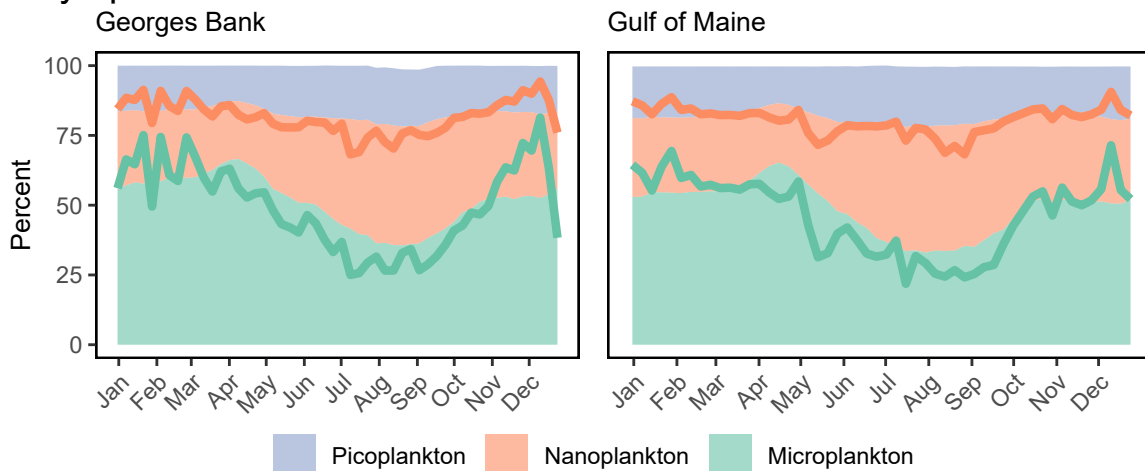 Georges Bank
Gulf of Maine
Percent
100
75
50
25
0
Jan Feb Mar Apr May Jun Jul Aug Sep Oct Nov Dec
Jan Feb Mar Apr May Jun Jul Aug Sep Oct Nov Dec
Picoplankton Nanoplankton Microplankton